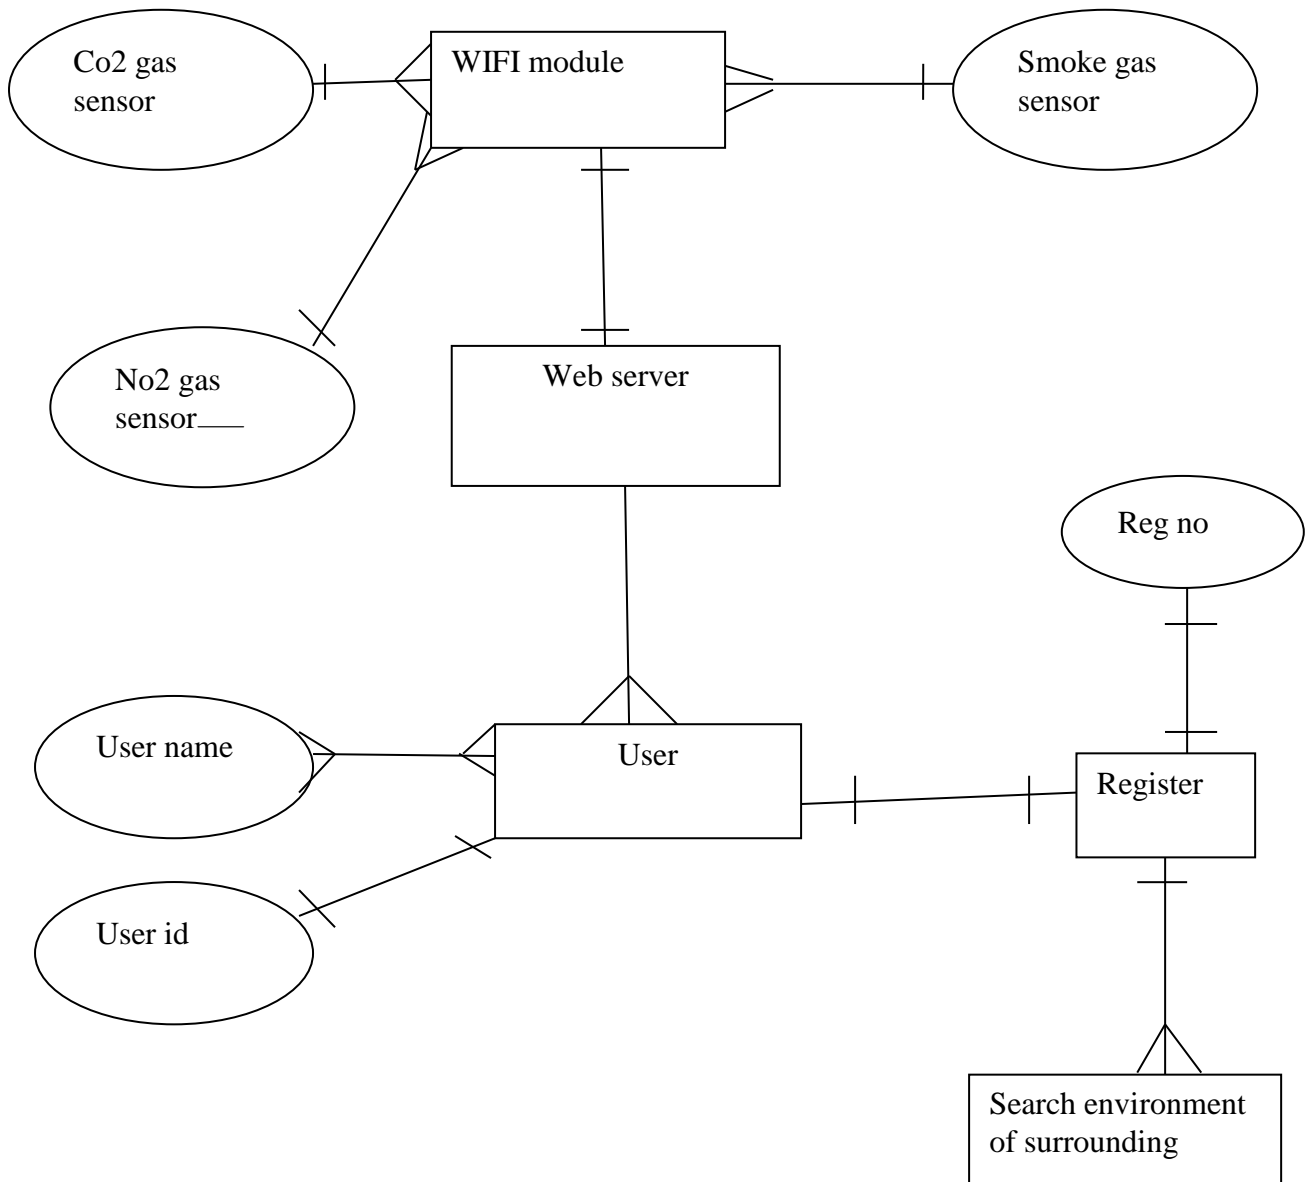 Co2 gas
sensor
WIFI module
Smoke gas
sensor
No2 gas
sensor
Web server
Reg no
User name
User
Register
User id
Search environment
of surrounding